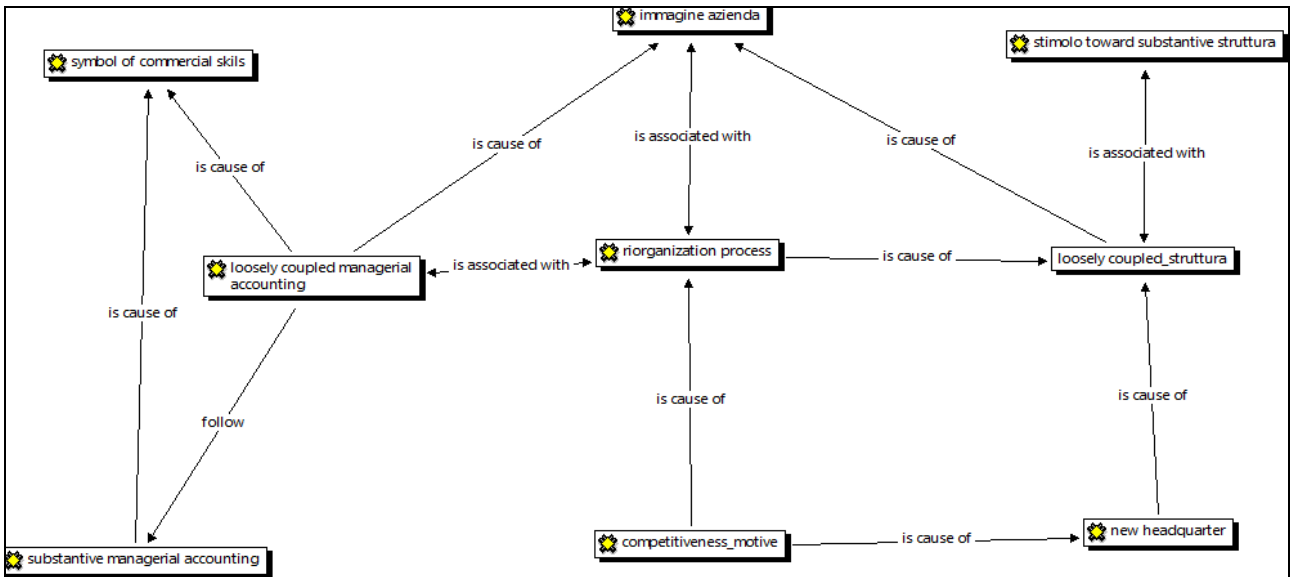 immagine azienda
stimolo toward substantive struttura
symbol of commercial skils
is cause of
is associated with
is cause of
is associated with
is cause of
riorganization process
loosely coupled managerial
accounting
is associated with
is cause of
loosely coupled_struttura
is cause of
is cause of
is cause of
follow
competitiveness_motive
is cause of
new headquarter
substantive managerial accounting